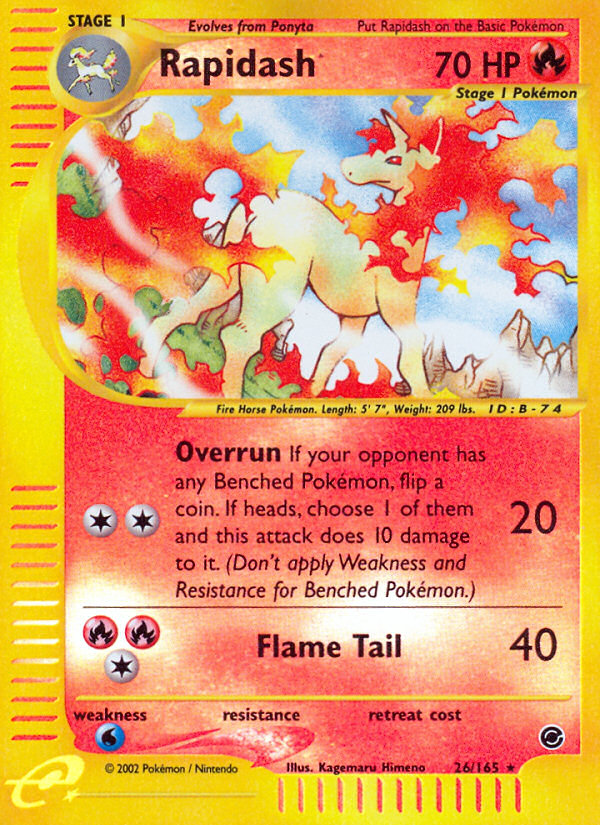 STAGE 1
Evolves from Ponyta
Put Rapidash on the Basic Pokémon
Rapidash
70 HP
Stage 1 Pokémon
Fire Horse Pokémon. Length: 5' 7", Weight: 209 lbs. ID:B-74
Overrun If your opponent has
any Benched Pokémon, flip a
coin. If heads, choose 1 of them
and this attack does 10 damage
to it. (Don't apply Weakness and
Resistance for Benched Pokémon.)
20
Flame Tail
40
weakness
resistance
retreat cost
© 2002 Pokémon / Nintendo
Illus. Kagemaru Himeno
26/165 ★
e